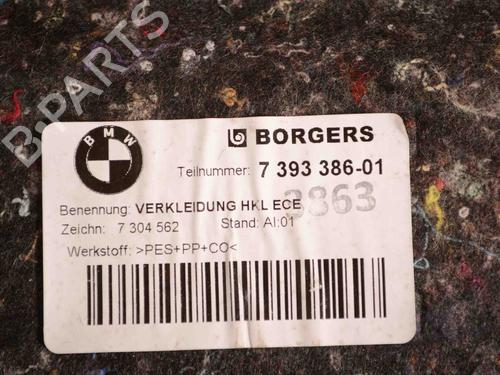 B-PARTS
BMW
BORGERS
Teilnummer: 7 393 386-01
Benennung: VERKLEIDUNG HKL ECE
3863
Zeichn: 7 304 562 Stand: AI:01
Werkstoff: >PES+PP+CO<